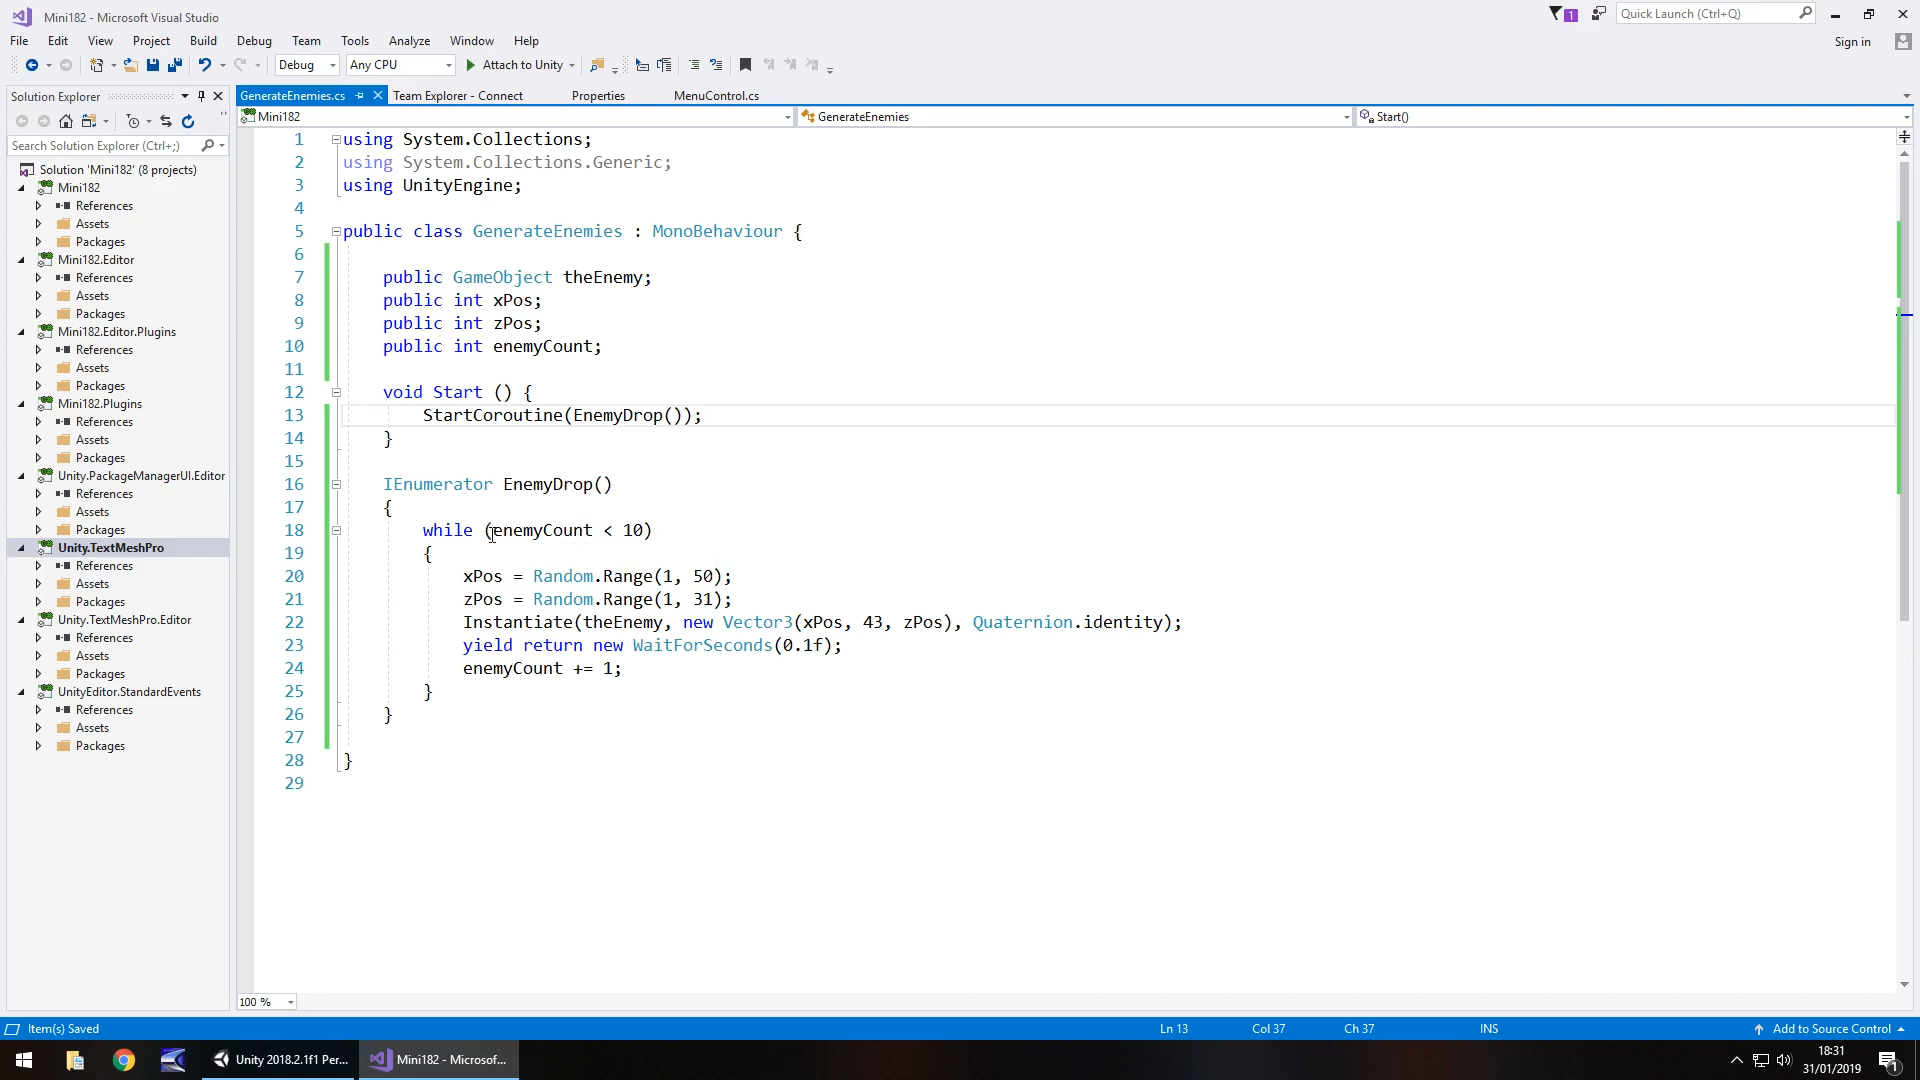 Mini182 - Microsoft Visual Studio
1
Quick Launch (Ctrl+Q)
File Edit View Project Build Debug Team Tools Analyze Window Help
Sign in
Debug
Any CPU
Attach to Unity
Solution Explorer
GenerateEnemies.cs
Team Explorer - Connect
Properties
MenuControl.cs
Mini182
GenerateEnemies
Start()
Search Solution Explorer (Ctrl+;)
Solution 'Mini182' (8 projects)
Mini182
References
Assets
Packages
Mini182.Editor
References
Assets
Packages
Mini182.Editor.Plugins
References
Assets
Packages
Mini182.Plugins
References
Assets
Packages
Unity.PackageManagerUI.Editor
References
Assets
Packages
Unity.TextMeshPro
References
Assets
Packages
Unity.TextMeshPro.Editor
References
Assets
Packages
UnityEditor.StandardEvents
References
Assets
Packages
1 using System.Collections;
2 using System.Collections.Generic;
3 using UnityEngine;
4
5 public class GenerateEnemies : MonoBehaviour {
6
7 public GameObject theEnemy;
8 public int xPos;
9 public int zPos;
10 public int enemyCount;
11
12 void Start () {
13 StartCoroutine(EnemyDrop());
14 }
15
16 IEnumerator EnemyDrop()
17 {
18 while (enemyCount < 10)
19 {
20 xPos = Random.Range(1, 50);
21 zPos = Random.Range(1, 31);
22 Instantiate(theEnemy, new Vector3(xPos, 43, zPos), Quaternion.identity);
23 yield return new WaitForSeconds(0.1f);
24 enemyCount += 1;
25 }
26 }
27
28 }
29
100 %
Item(s) Saved
Ln 13
Col 37
Ch 37
INS
Add to Source Control
Unity 2018.2.1f1 Per...
Mini182 - Microsof...
18:31
31/01/2019
1